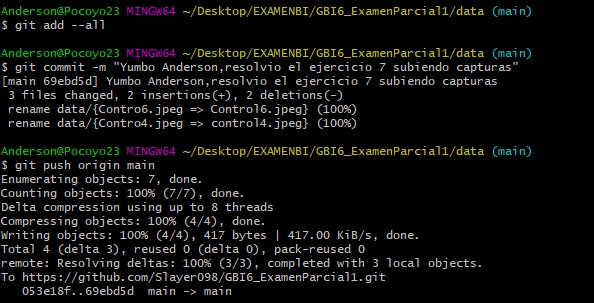 Anderson@Pocoyo23 MINGW64 ~/Desktop/EXAMENBI/GBI6_ExamenParcial1/data (main)
$ git add --all
Anderson@Pocoyo23 MINGW64 ~/Desktop/EXAMENBI/GBI6_ExamenParcial1/data (main)
$ git commit -m "Yumbo Anderson,resolvio el ejercicio 7 subiendo capturas"
[main 69ebd5d] Yumbo Anderson,resolvio el ejercicio 7 subiendo capturas
 3 files changed, 2 insertions(+), 2 deletions(-)
 rename data/{Contro6.jpeg => Control6.jpeg} (100%)
 rename data/{Contro4.jpeg => control4.jpeg} (100%)
Anderson@Pocoyo23 MINGW64 ~/Desktop/EXAMENBI/GBI6_ExamenParcial1/data (main)
$ git push origin main
Enumerating objects: 7, done.
Counting objects: 100% (7/7), done.
Delta compression using up to 8 threads
Compressing objects: 100% (4/4), done.
Writing objects: 100% (4/4), 417 bytes | 417.00 KiB/s, done.
Total 4 (delta 3), reused 0 (delta 0), pack-reused 0
remote: Resolving deltas: 100% (3/3), completed with 3 local objects.
To https://github.com/Slayer098/GBI6_ExamenParcial1.git
   053e18f..69ebd5d  main -> main